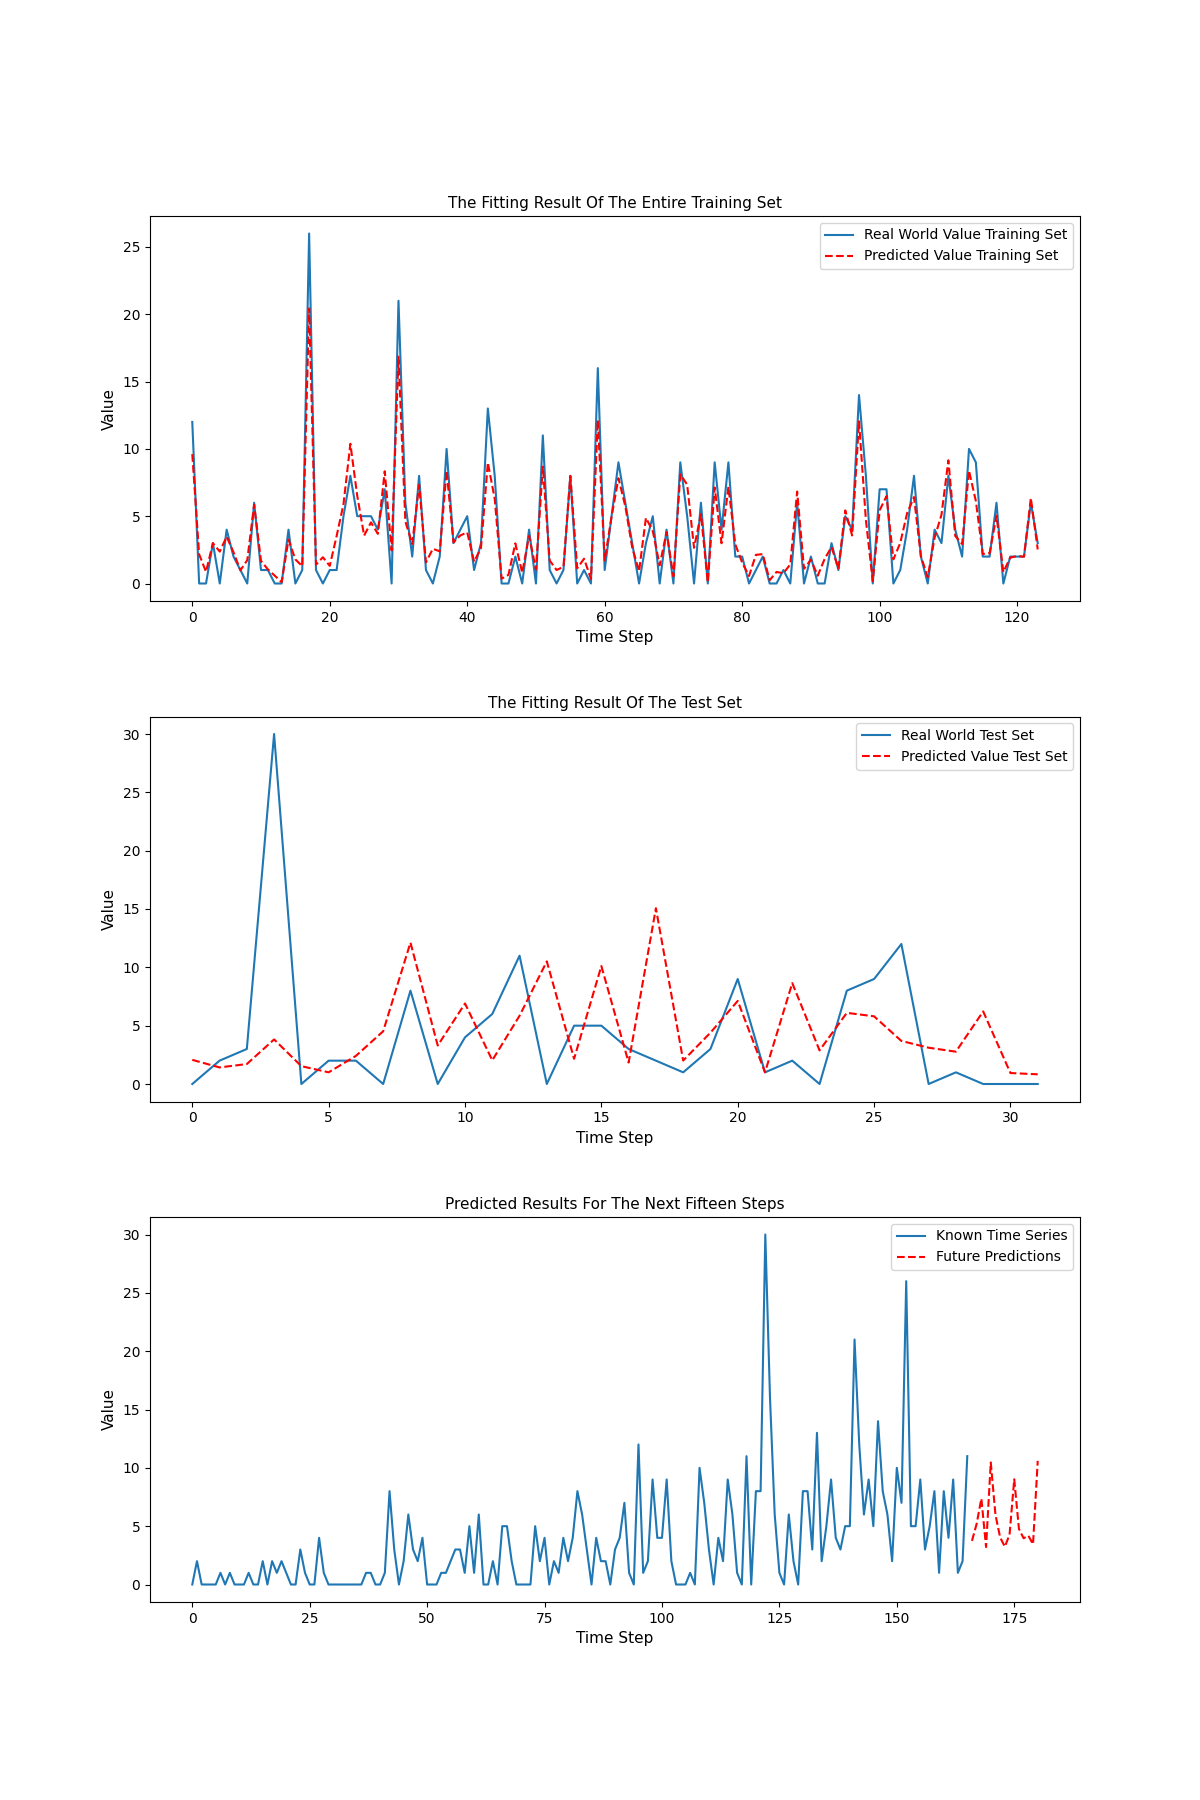 The Fitting Result Of The Entire Training Set
Real World Value Training Set
Predicted Value Training Set
Value
25
20
15
10
5
0
0 20 40 60 80 100 120
Time Step
The Fitting Result Of The Test Set
Real World Test Set
Predicted Value Test Set
Value
30
25
20
15
10
5
0
0 5 10 15 20 25 30
Time Step
Predicted Results For The Next Fifteen Steps
Known Time Series
Future Predictions
Value
30
25
20
15
10
5
0
0 25 50 75 100 125 150 175
Time Step